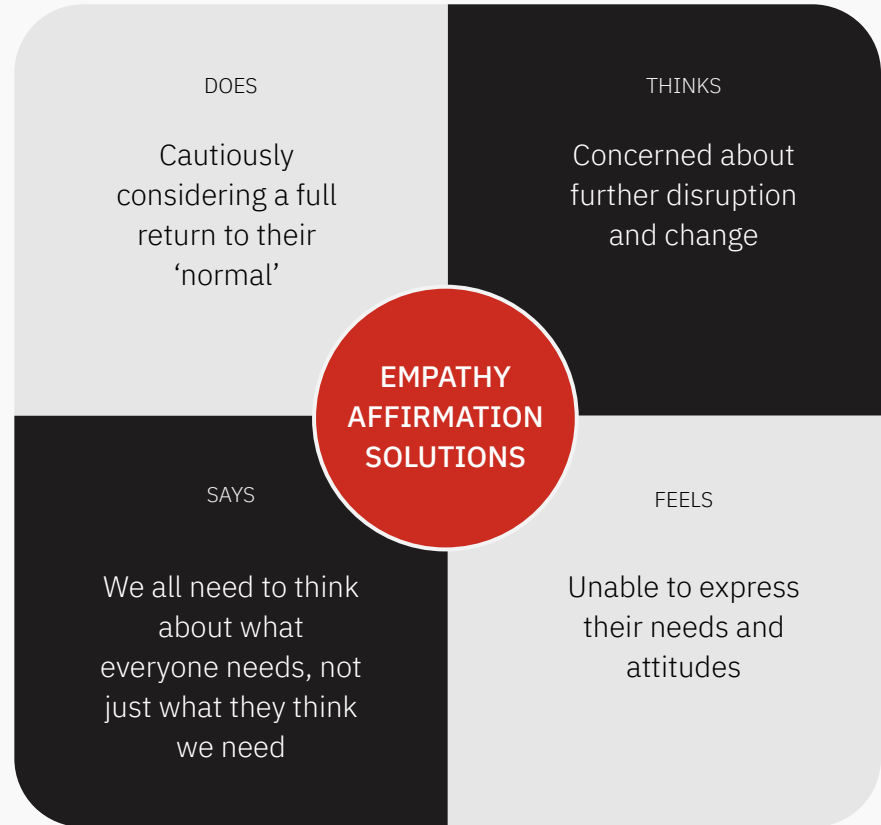 DOES
Cautiously
considering a full
return to their
‘normal’
THINKS
Concerned about
further disruption
and change
EMPATHY
AFFIRMATION
SOLUTIONS
SAYS
We all need to think
about what
everyone needs, not
just what they think
we need
FEELS
Unable to express
their needs and
attitudes